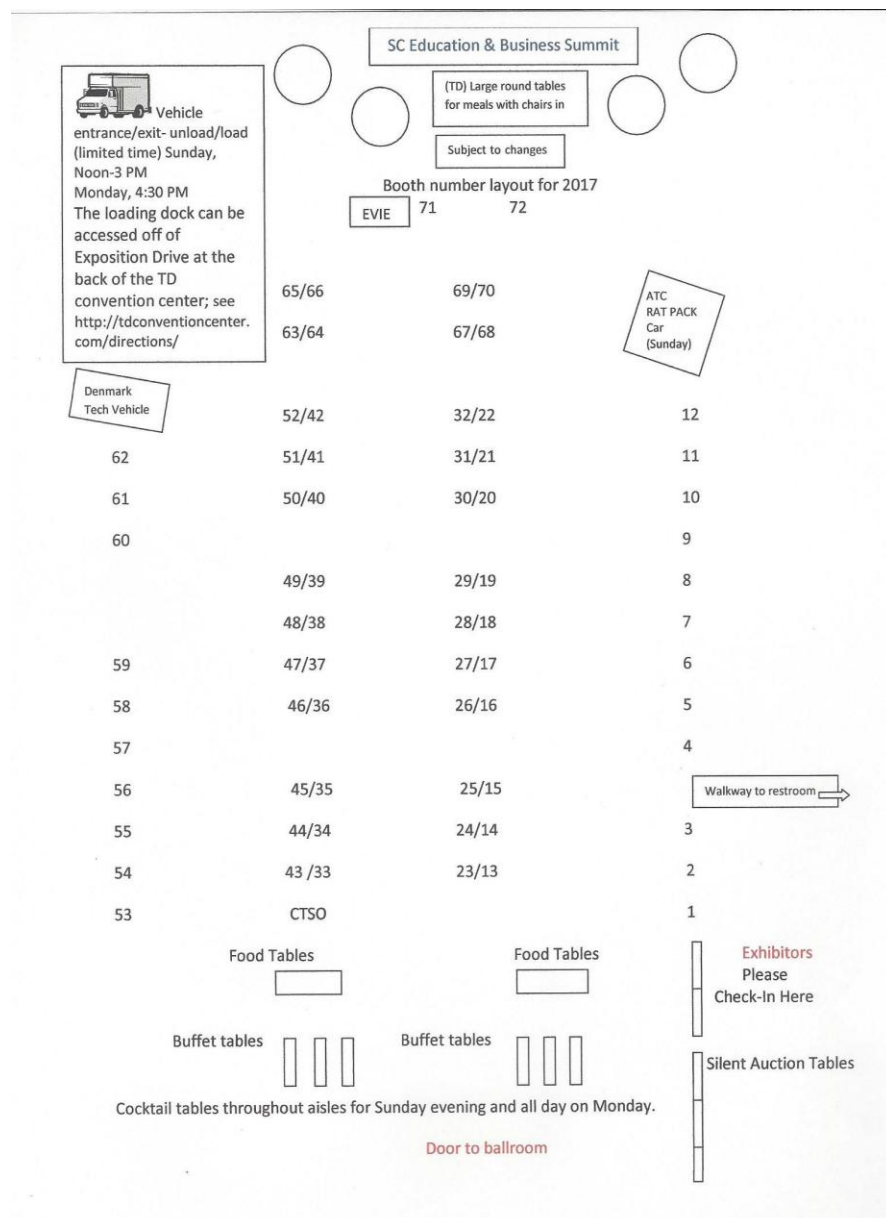 SC Education & Business Summit
(TD) Large round tables
for meals with chairs in
Subject to changes
Booth number layout for 2017
EVIE 71 72
Vehicle
entrance/exit- unload/load
(limited time) Sunday,
Noon-3 PM
Monday, 4:30 PM
The loading dock can be
accessed off of
Exposition Drive at the
back of the TD
convention center; see
http://tdconventioncenter.
com/directions/
65/66 69/70
63/64 67/68
ATC
RAT PACK
Car
(Sunday)
Denmark
Tech Vehicle
52/42 32/22 12
62 51/41 31/21 11
61 50/40 30/20 10
60 9
49/39 29/19 8
48/38 28/18 7
59 47/37 27/17 6
58 46/36 26/16 5
57 4
56 45/35 25/15 Walkway to restroom
55 44/34 24/14 3
54 43 /33 23/13 2
53 CTSO 1
Food Tables Food Tables
Exhibitors
Please
Check-In Here
Buffet tables Buffet tables
Silent Auction Tables
Cocktail tables throughout aisles for Sunday evening and all day on Monday.
Door to ballroom